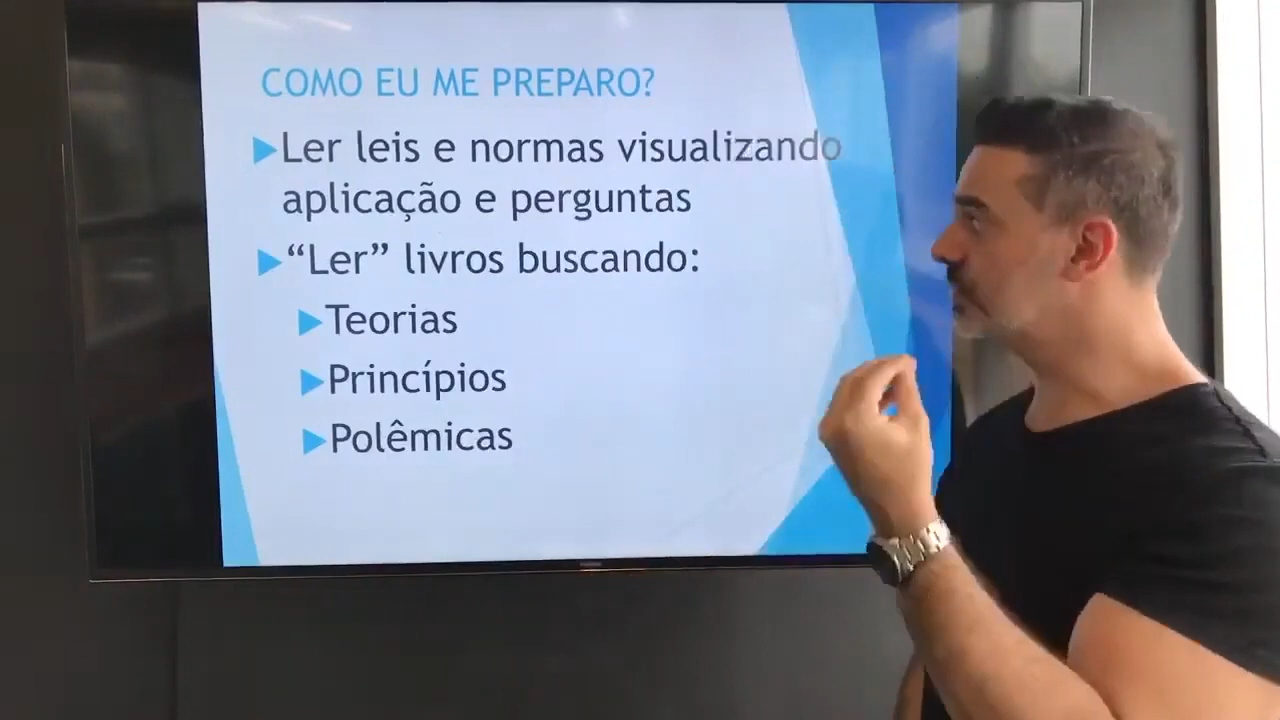 COMO EU ME PREPARO?
▶Ler leis e normas visualizando
aplicação e perguntas
▶“Ler” livros buscando:
▶Teorias
▶Princípios
▶Polêmicas